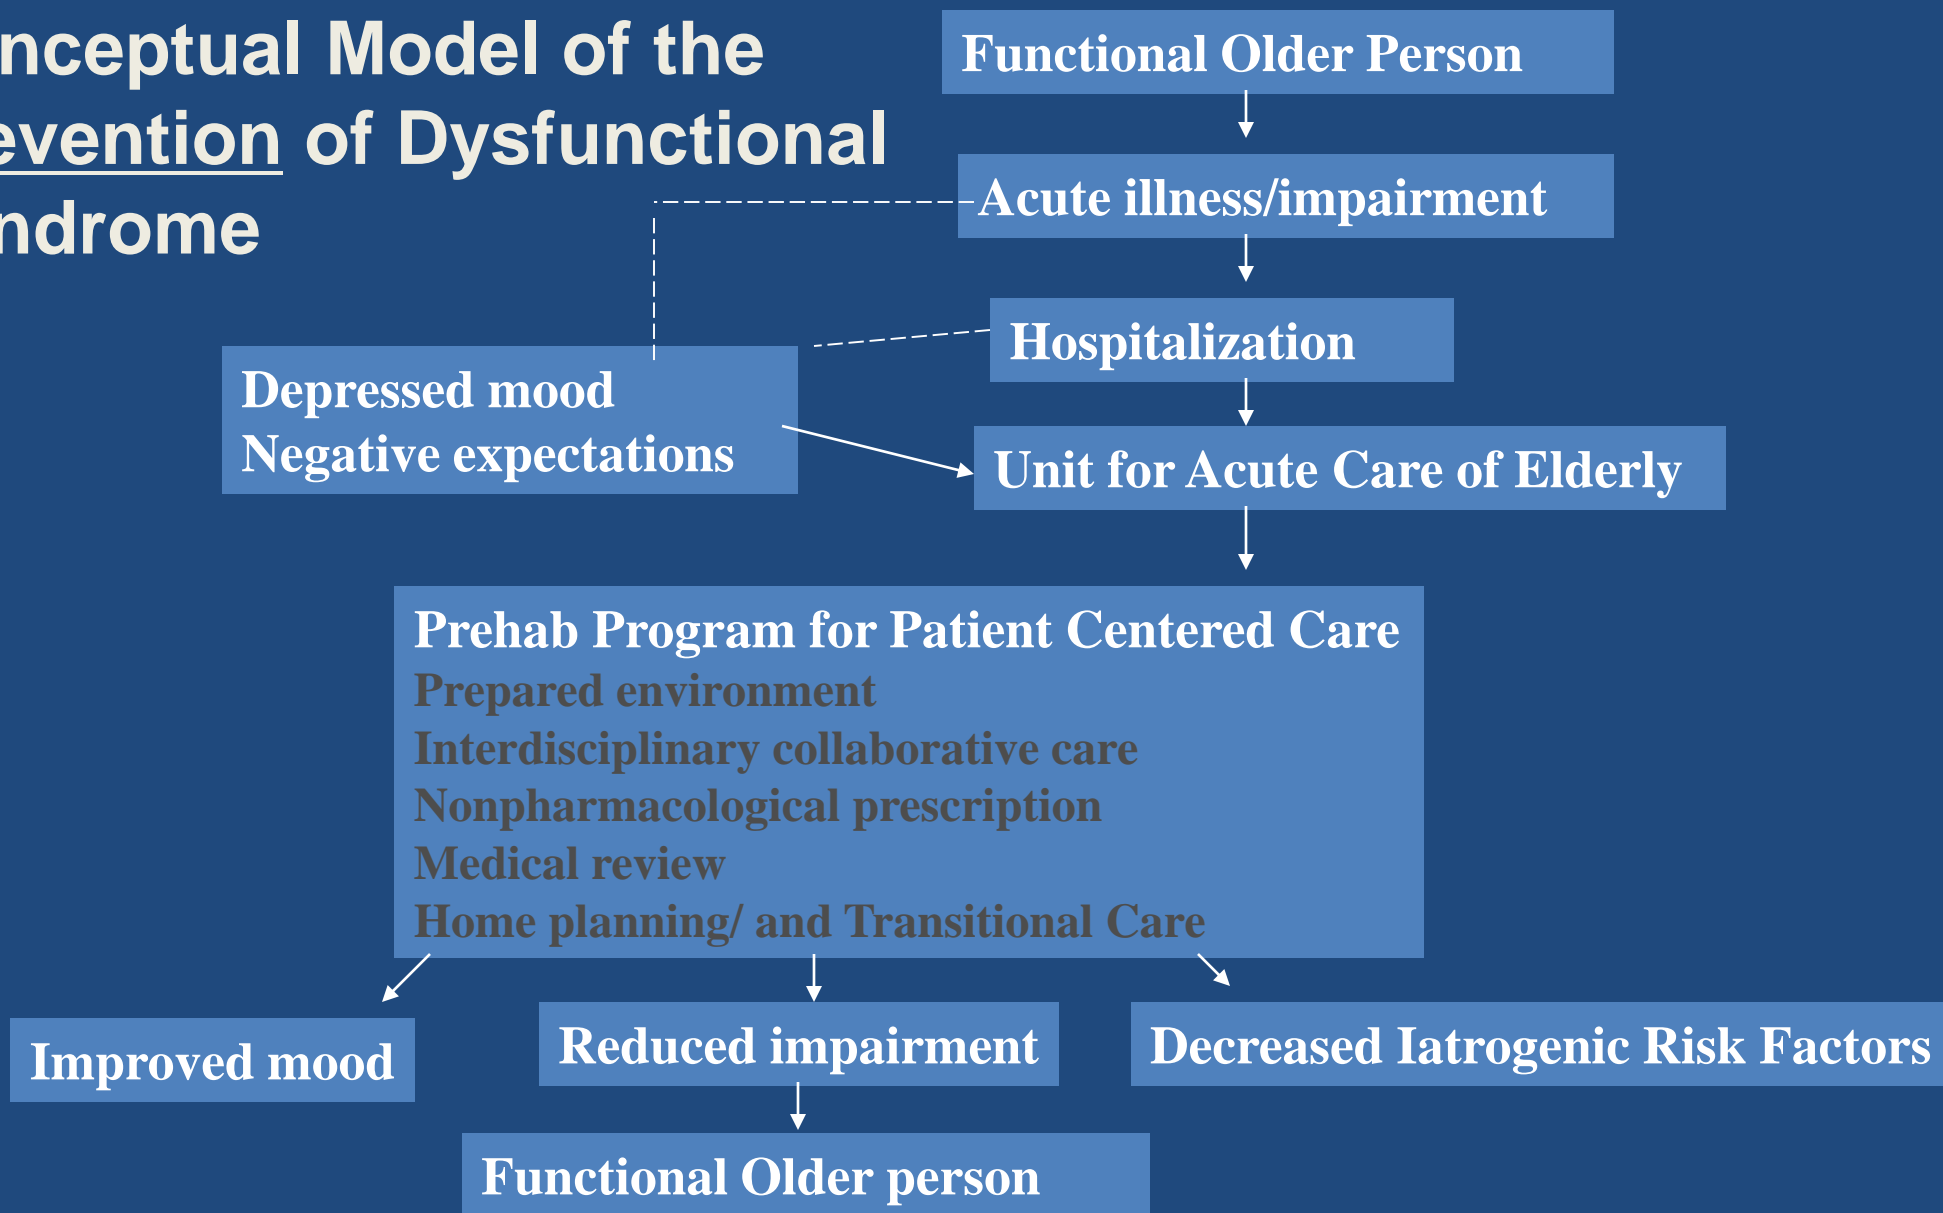 nceptual Model of the
evention of Dysfunctional
ndrome
Functional Older Person
Acute illness/impairment
Hospitalization
Depressed mood
Negative expectations
Unit for Acute Care of Elderly
Prehab Program for Patient Centered Care
Prepared environment
Interdisciplinary collaborative care
Nonpharmacological prescription
Medical review
Home planning/ and Transitional Care
Improved mood
Reduced impairment
Decreased Iatrogenic Risk Factors
Functional Older person